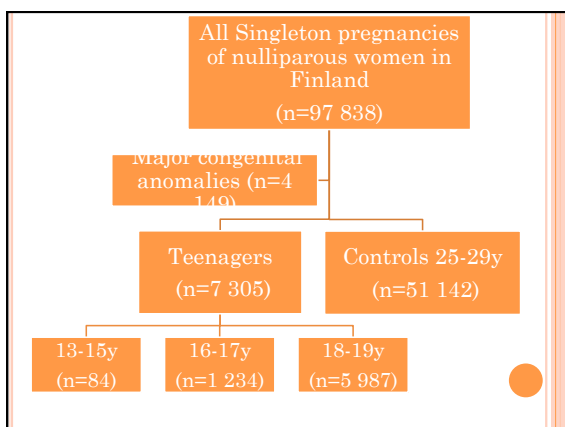 All Singleton pregnancies
of nulliparous women in
Finland
(n=97 838)
Major congenital
anomalies (n=4
149)
Teenagers
(n=7 305)
Controls 25-29y
(n=51 142)
13-15y
(n=84)
16-17y
(n=1 234)
18-19y
(n=5 987)